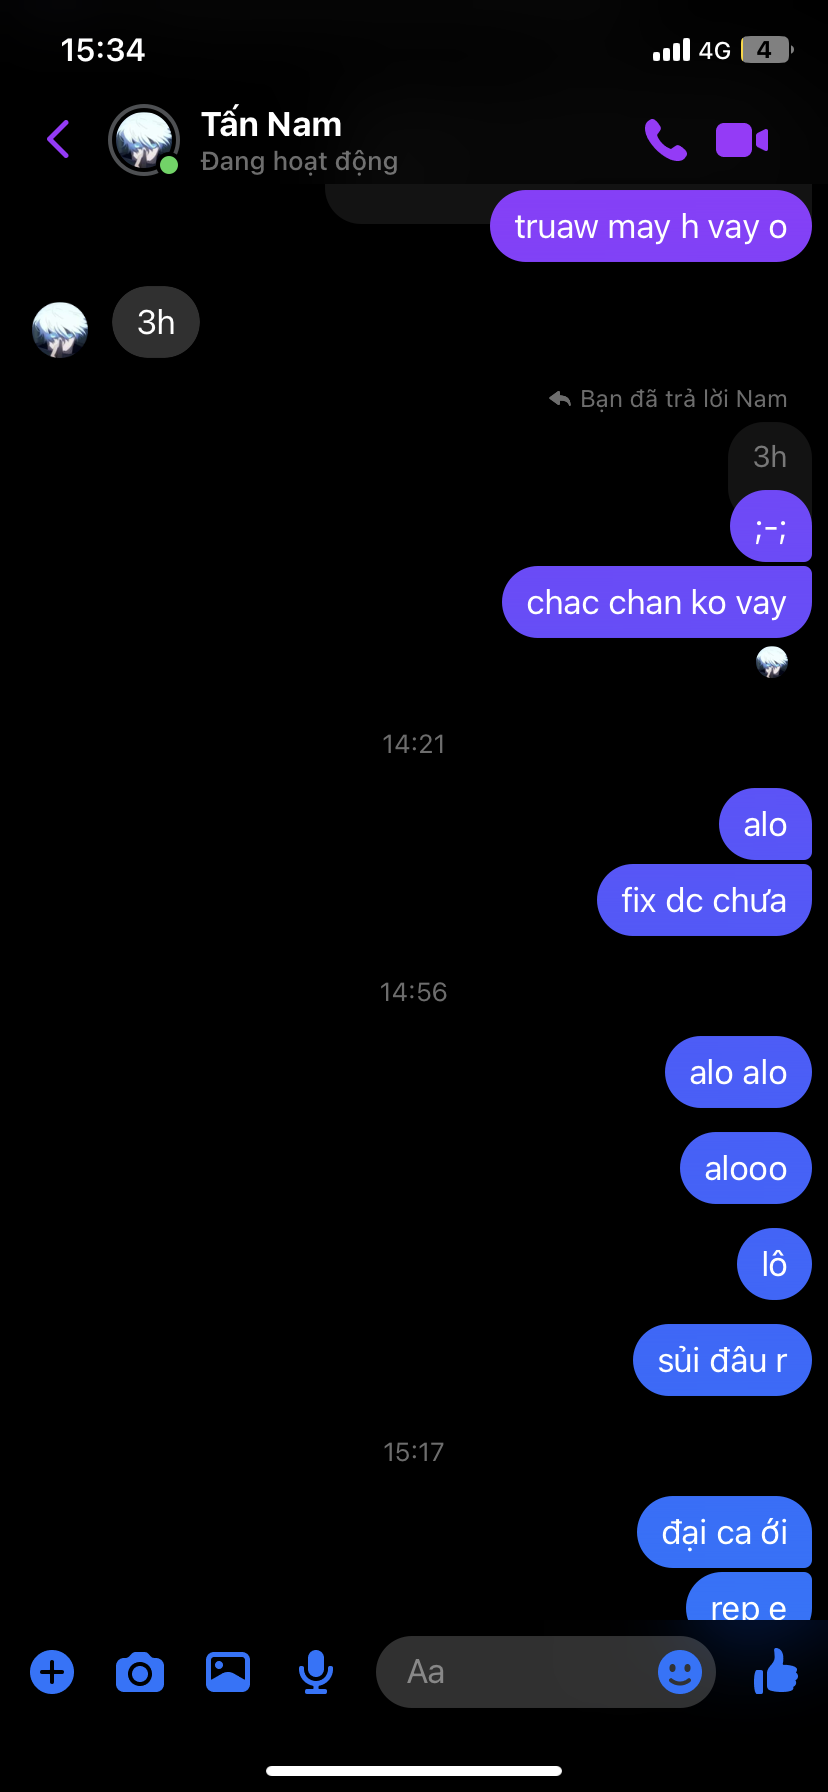 15:34
4G
4
Tấn Nam
Đang hoạt động
truaw may h vay o
3h
Bạn đã trả lời Nam
3h
;-;
chac chan ko vay
14:21
alo
fix dc chưa
14:56
alo alo
alooo
lô
sủi đâu r
15:17
đại ca ới
rep e
Aa